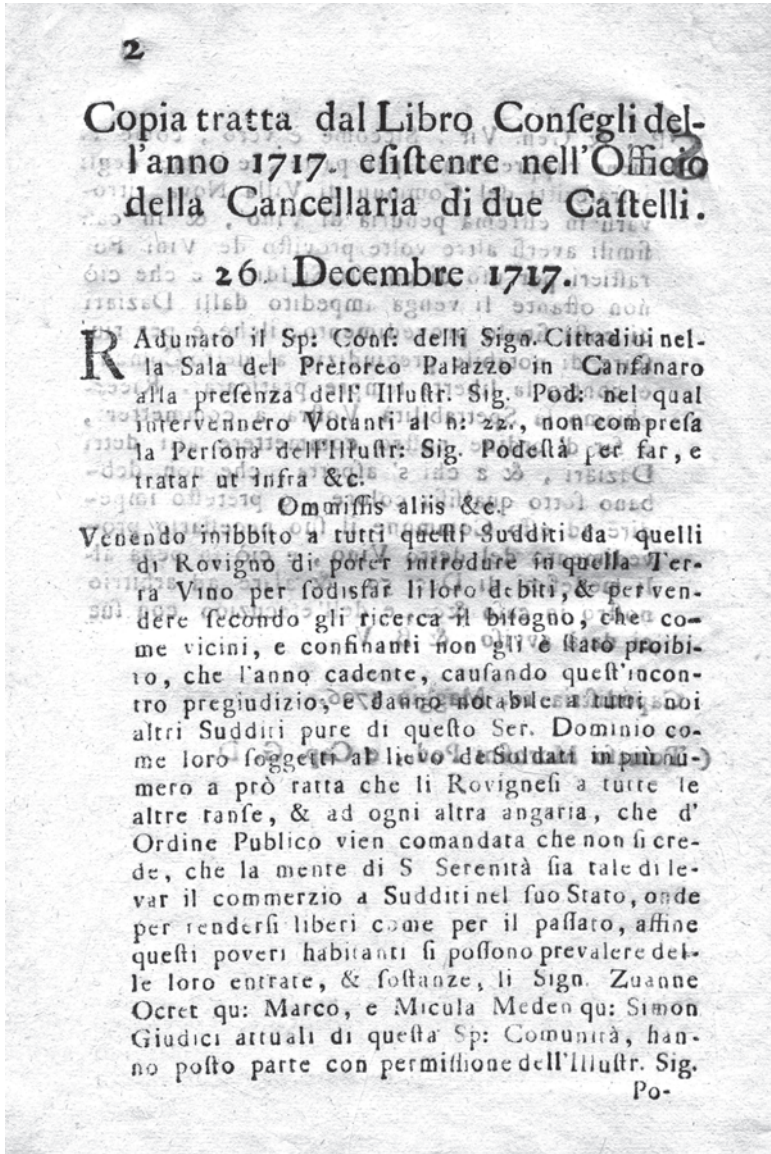 2
Copia tratta dal Libro Conſegli del-
l'anno 1717. eſiſtenre nell'Officio
della Cancellaria di due Caſtelli.
26. Decembre 1717.
RAdunato il Sp: Conſ: delli Sign. Cittadini nel-
la Sala del Pretoreo Palazzo in Canfanaro
alla preſenza dell' Illuſtr. Sig. Pod: nel qual
intervennero Votanti al n: 22., non compreſa
la Perſona dell'Illuſtr: Sig. Podeſtà per far, e
tratar ut infra &c.
Ommiſſis aliis &c.
Venendo inibbito a tutti queſti Sudditi da quelli
di Rovigno di poter introdure in quella Ter-
ra Vino per ſodisfar li loro debiti, & per ven-
dere ſecondo gli ricerca il biſogno, che co-
me vicini, e confinanti non gli è ſtato proibi-
to, che l'anno cadente, cauſando queſt'incon-
tro pregiudizio, e danno notabile a tutti noi
altri Sudditi pure di queſto Ser. Dominio co-
me loro ſoggetti al lievo de Soldati in più nu-
mero a prò ratta che li Rovigneſi a tutte le
altre tanſe, & ad ogni altra angaria, che d'
Ordine Publico vien comandata che non ſi cre-
de, che la mente di S Serenità ſia tale di le-
var il commerzio a Sudditi nel ſuo Stato, onde
per renderſi liberi come per il paſſato, affine
queſti poveri habitanti ſi poſſono prevalere del-
le loro entrate, & ſoſtanze, li Sign. Zuanne
Ocret qu: Marco, e Micula Meden qu: Simon
Giudici attuali di queſta Sp: Comunità, han-
no poſto parte con permiſſione dell'Illuſtr. Sig.
Po-